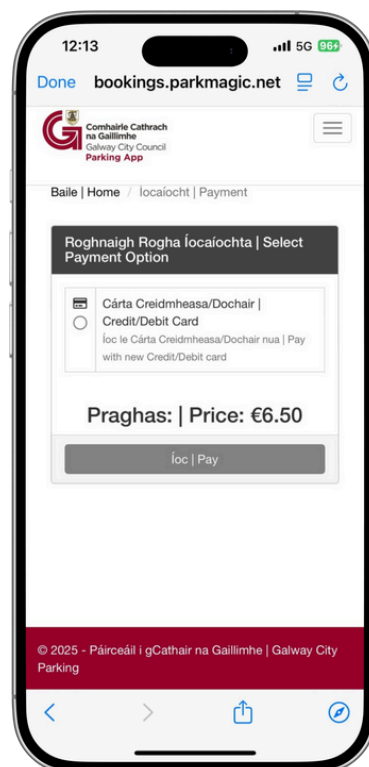 12:13
5G 96
Done bookings.parkmagic.net
Comhairle Cathrach
na Gaillimhe
Galway City Council
Parking App
Baile | Home / Íocaíocht | Payment
Roghnaigh Rogha Íocaíochta | Select
Payment Option
Cárta Creidmheasa/Dochair |
Credit/Debit Card
Íoc le Cárta Creidmheasa/Dochair nua | Pay
with new Credit/Debit card
Praghas: | Price: €6.50
Íoc | Pay
© 2025 - Páirceáil i gCathair na Gaillimhe | Galway City
Parking